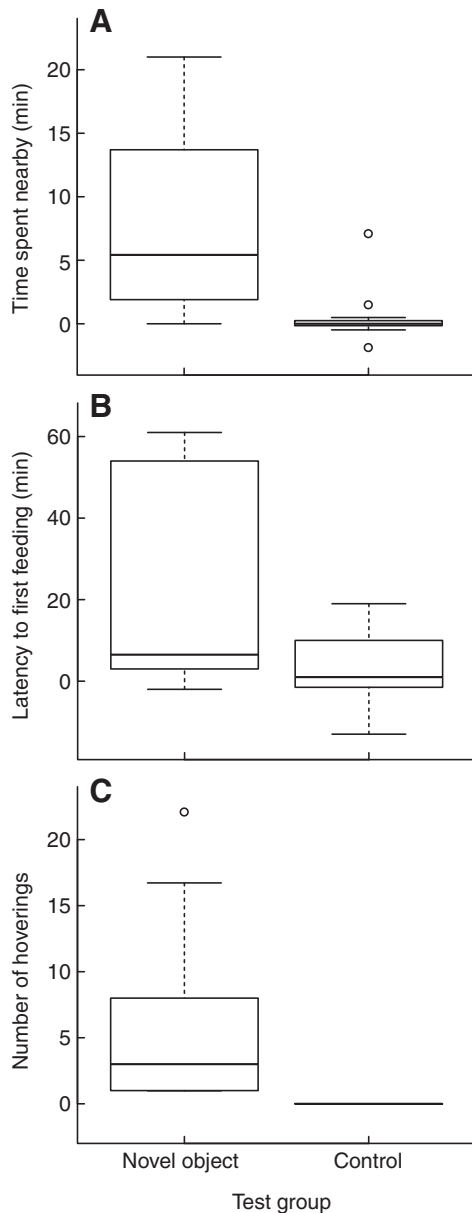 A
Time spent nearby (min)
20
15
10
5
0
B
Latency to first feeding (min)
60
40
20
0
C
Number of hoverings
20
15
10
5
0
Novel object
Control
Test group